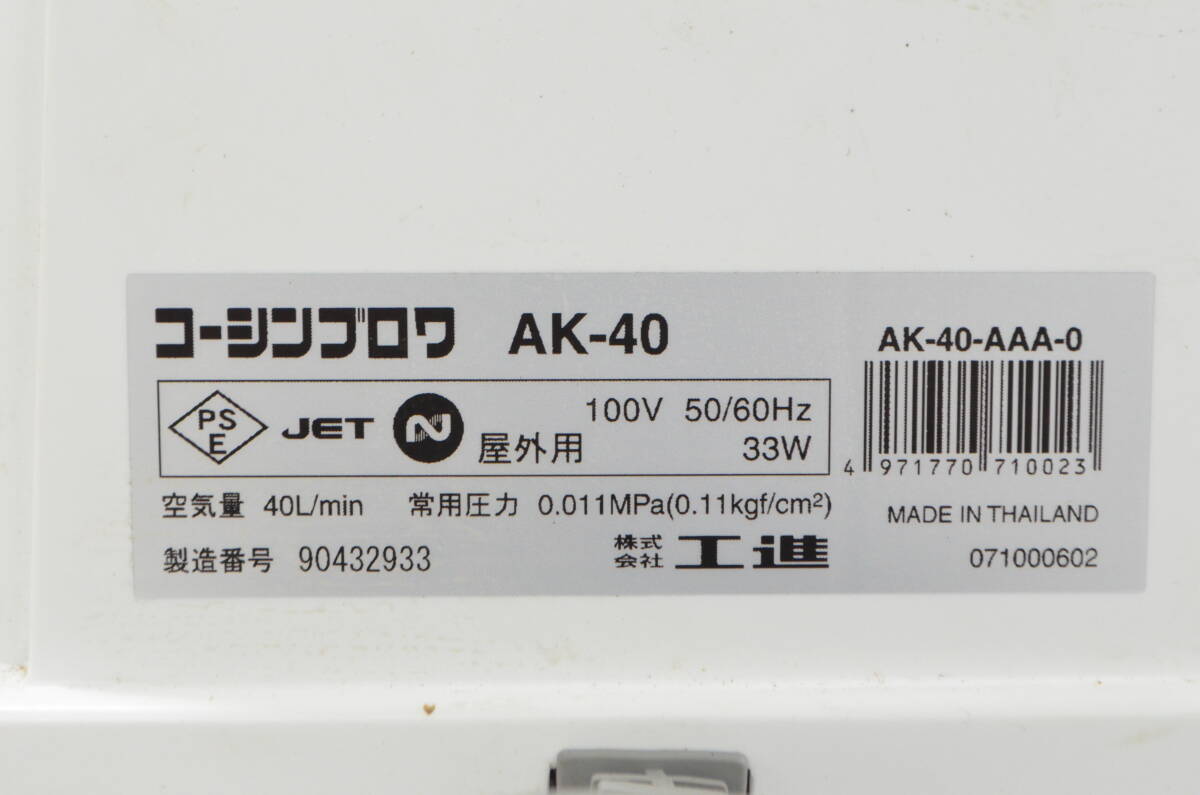 コーシンブロワ AK-40
PS
E
JET
N
屋外用
100V 50/60Hz
33W
空気量 40L/min 常用圧力 0.011MPa(0.11kgf/cm²)
製造番号 90432933
株式会社 工進
AK-40-AAA-0
4 971770 710023
MADE IN THAILAND
071000602